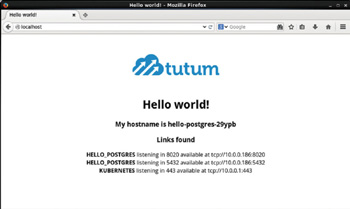 Hello world! - Mozilla Firefox
Hello world!
localhost
Google
tutum
Hello world!
My hostname is hello-postgres-29ypb
Links found
HELLO_POSTGRES listening in 8020 available at tcp://10.0.0.186:8020
HELLO_POSTGRES listening in 5432 available at tcp://10.0.0.186:5432
KUBERNETES listening in 443 available at tcp://10.0.0.1:443